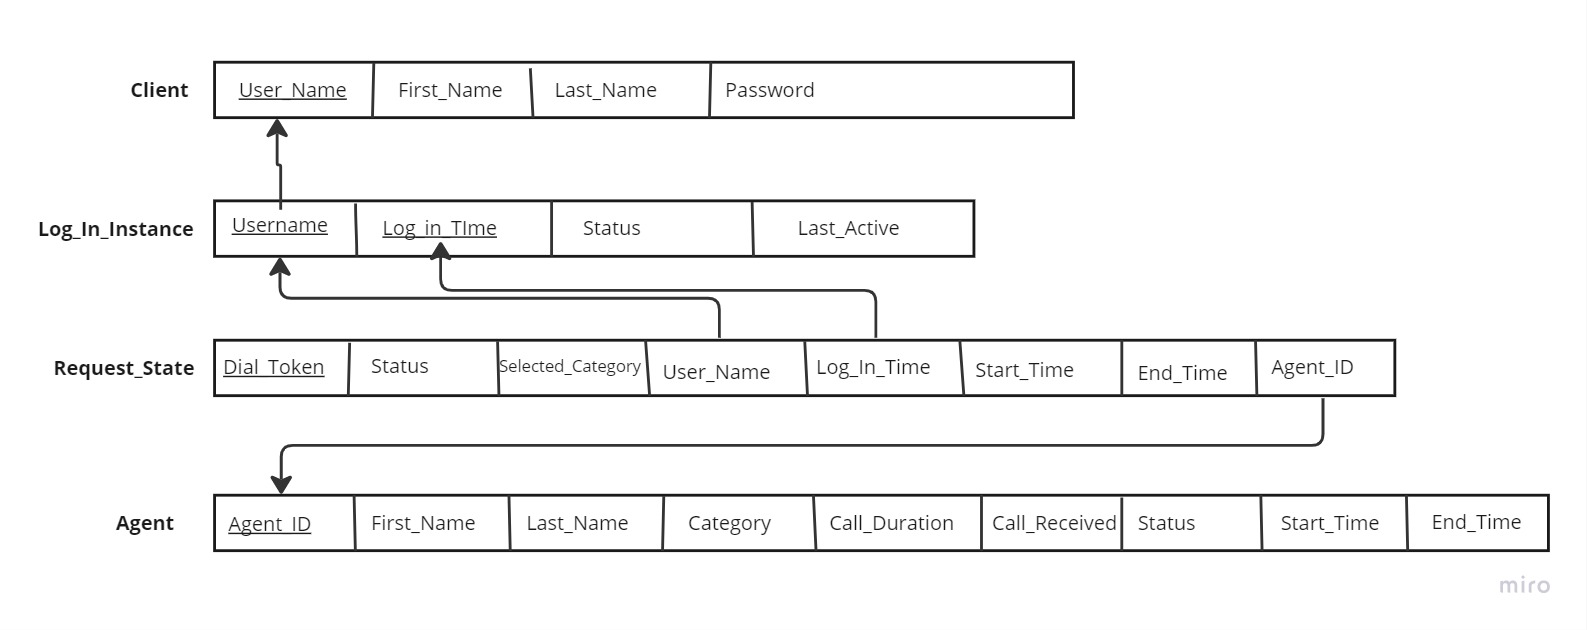 Client User_Name First_Name Last_Name Password
Log_In_Instance Username Log_in_TIme Status Last_Active
Request_State Dial_Token Status Selected_Category User_Name Log_In_Time Start_Time End_Time Agent_ID
Agent Agent_ID First_Name Last_Name Category Call_Duration Call_Received Status Start_Time End_Time
miro